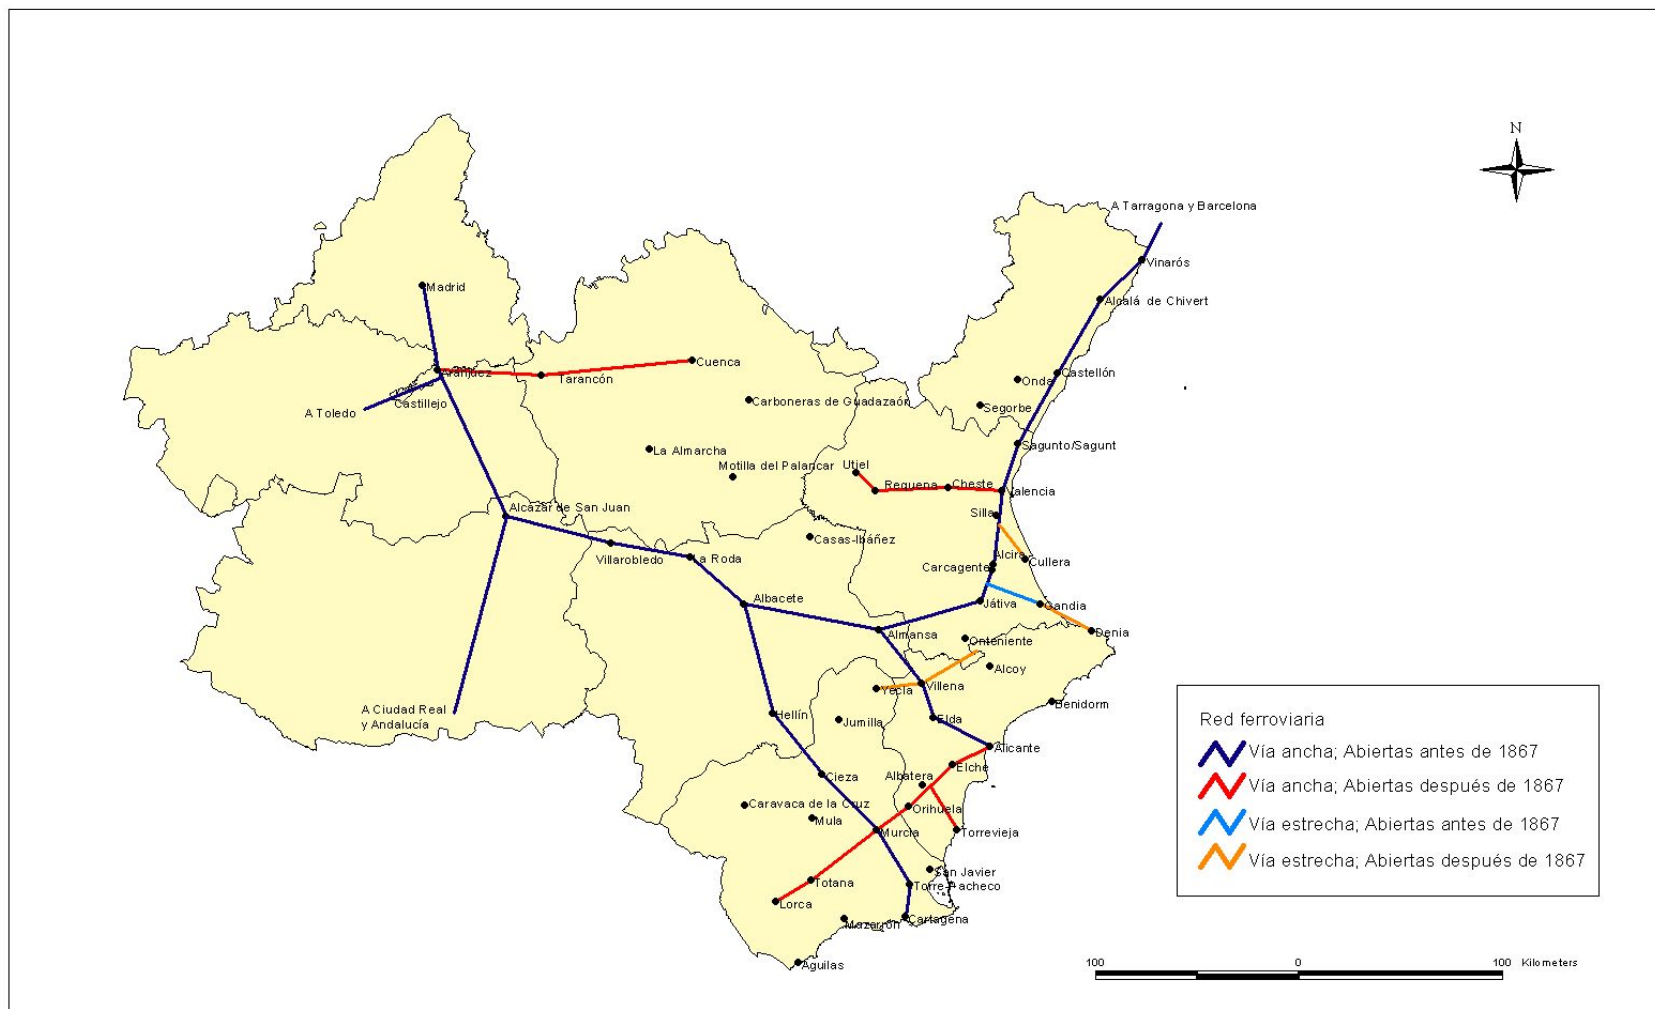 N
A Tarragona y Barcelona
Vinarós
Madrid
Alcalá de Chivert
Cuenca
Aranjuez
Tarancón
Castellón
Onda
Carboneras de Guadazaón
Castillejo
A Toledo
Segorbe
Sagunto/Sagunt
La Almarcha
Motilla del Palancar
Utiel
Requena
Cheste
Valencia
Alcázar de San Juan
Silla
Casas-Ibáñez
Villarobledo
La Roda
Alcira
Carcagente
Cullera
Albacete
Játiva
Gandia
Almansa
Denia
Onteniente
Alcoy
Yecla
Villena
Benidorm
A Ciudad Real
y Andalucía
Hellín
Jumilla
Elda
Alicante
Cieza
Albatera
Elche
Caravaca de la Cruz
Mula
Orihuela
Murcia
Torrevieja
San Javier
Totana
Torre-Pacheco
Lorca
Mazarrón
Cartagena
Aguilas
Red ferroviaria
Vía ancha; Abiertas antes de 1867
Vía ancha; Abiertas después de 1867
Vía estrecha; Abiertas antes de 1867
Vía estrecha; Abiertas después de 1867
100 0 100 Kilometers